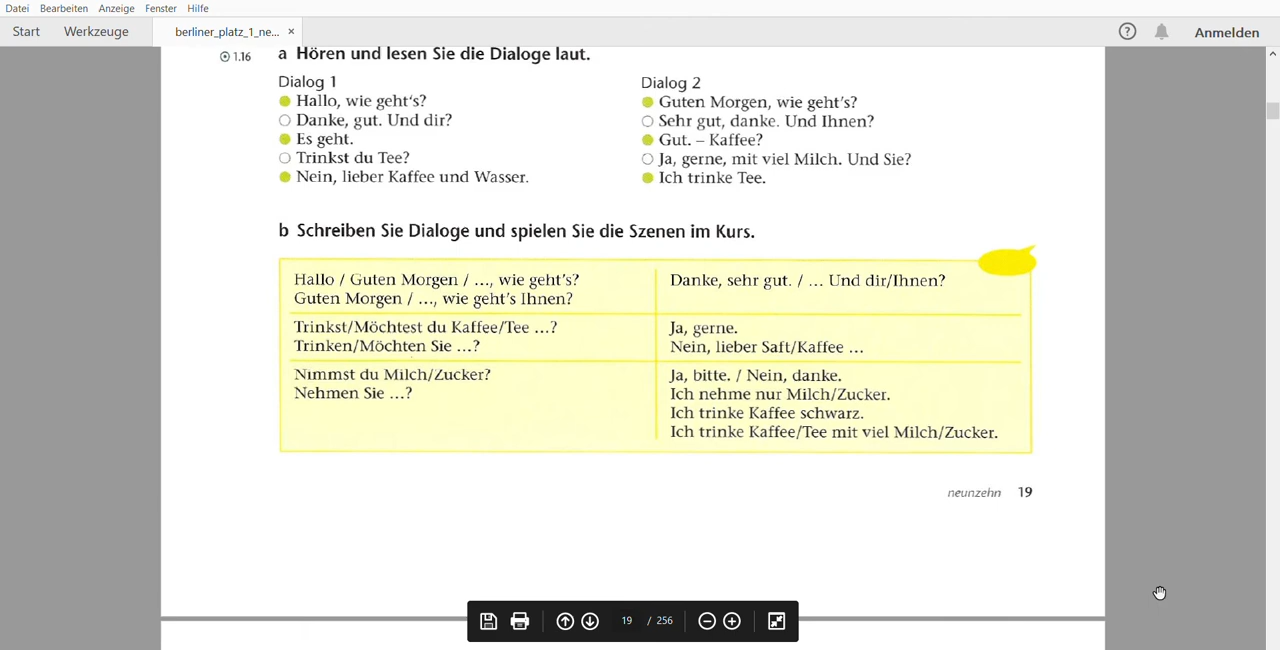 Datei Bearbeiten Anzeige Fenster Hilfe
Start Werkzeuge berliner_platz_1_ne... × Anmelden
1.16 a Hören und lesen Sie die Dialoge laut.
Dialog 1
Hallo, wie geht's?
Danke, gut. Und dir?
Es geht.
Trinkst du Tee?
Nein, lieber Kaffee und Wasser.
Dialog 2
Guten Morgen, wie geht's?
Sehr gut, danke. Und Ihnen?
Gut. – Kaffee?
Ja, gerne, mit viel Milch. Und Sie?
Ich trinke Tee.
b Schreiben Sie Dialoge und spielen Sie die Szenen im Kurs.
Hallo / Guten Morgen / …, wie geht's?
Guten Morgen / …, wie geht's Ihnen?
Danke, sehr gut. / … Und dir/Ihnen?
Trinkst/Möchtest du Kaffee/Tee …?
Trinken/Möchten Sie …?
Ja, gerne.
Nein, lieber Saft/Kaffee …
Nimmst du Milch/Zucker?
Nehmen Sie …?
Ja, bitte. / Nein, danke.
Ich nehme nur Milch/Zucker.
Ich trinke Kaffee schwarz.
Ich trinke Kaffee/Tee mit viel Milch/Zucker.
neunzehn 19
19 / 256